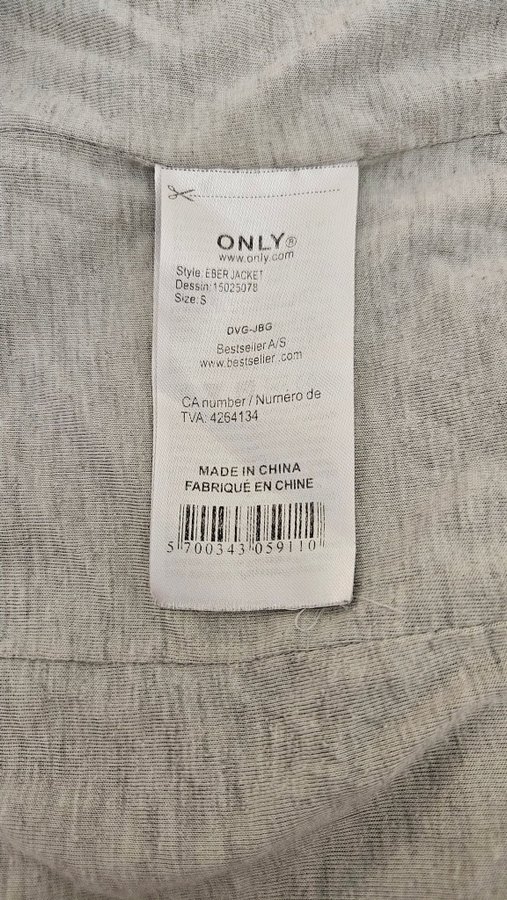 ONLY®
www.only.com
Style: EBER JACKET
Dessin: 15025078
Size: S
DVG-JBG
Bestseller A/S
www.bestseller.com
CA number / Numéro de
TVA: 4264134
MADE IN CHINA
FABRIQUÉ EN CHINE
5 700343 059110